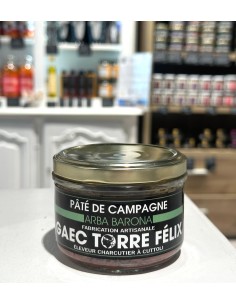 PÂTÉ DE CAMPAGNE
ARBA BARONA
FABRICATION ARTISANALE
GAEC TORRE FÉLIX
ELEVEUR CHARCUTIER À CUTTOLI